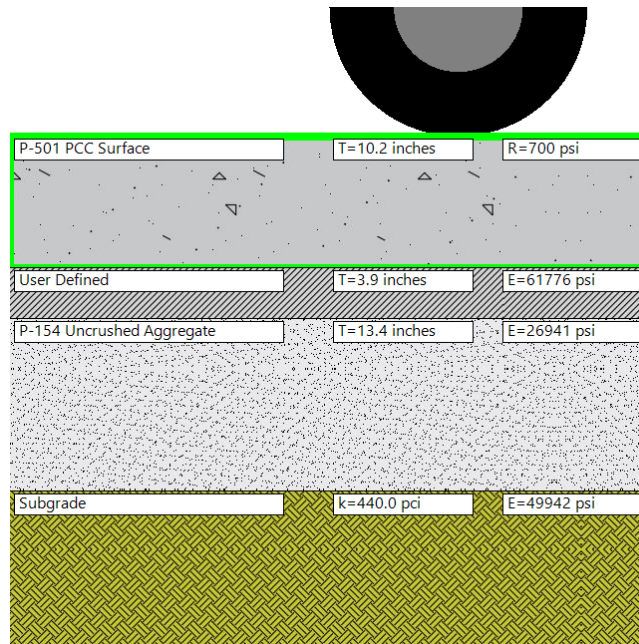 P-501 PCC Surface T=10.2 inches R=700 psi
User Defined T=3.9 inches E=61776 psi
P-154 Uncrushed Aggregate T=13.4 inches E=26941 psi
Subgrade k=440.0 pci E=49942 psi